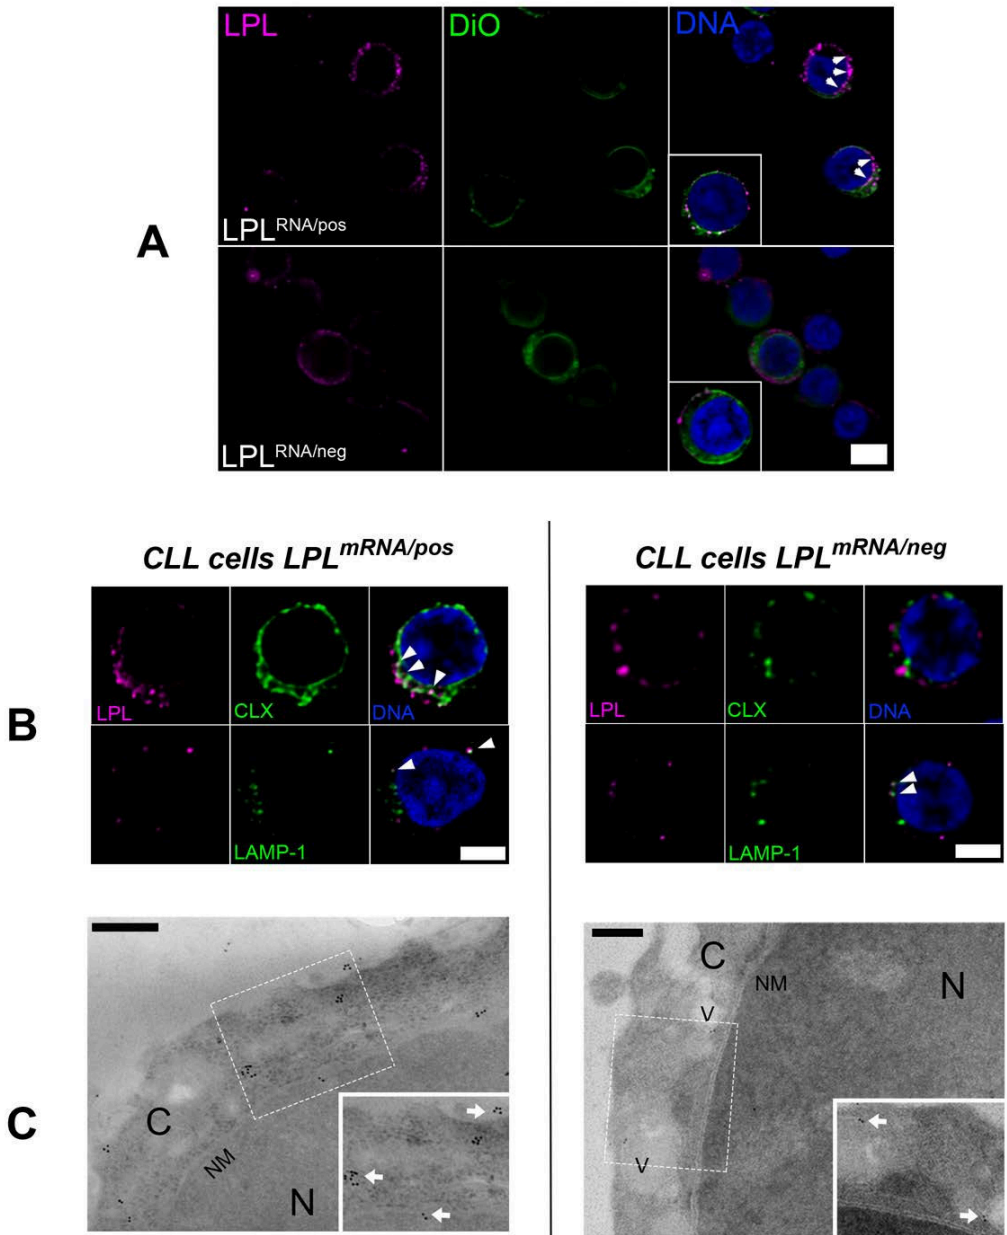 LPL DiO DNA
A
LPL RNA/pos
LPL RNA/neg
CLL cells LPL mRNA/pos
CLL cells LPL mRNA/neg
B
LPL CLX DNA
LPL CLX DNA
LAMP-1
LAMP-1
C
C
NM
N
C
NM
N
V
V